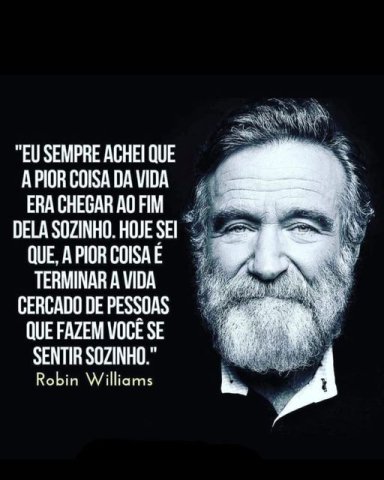 "EU SEMPRE ACHEI QUE
A PIOR COISA DA VIDA
ERA CHEGAR AO FIM
DELA SOZINHO. HOJE SEI
QUE, A PIOR COISA É
TERMINAR A VIDA
CERCADO DE PESSOAS
QUE FAZEM VOCÊ SE
SENTIR SOZINHO."
Robin Williams